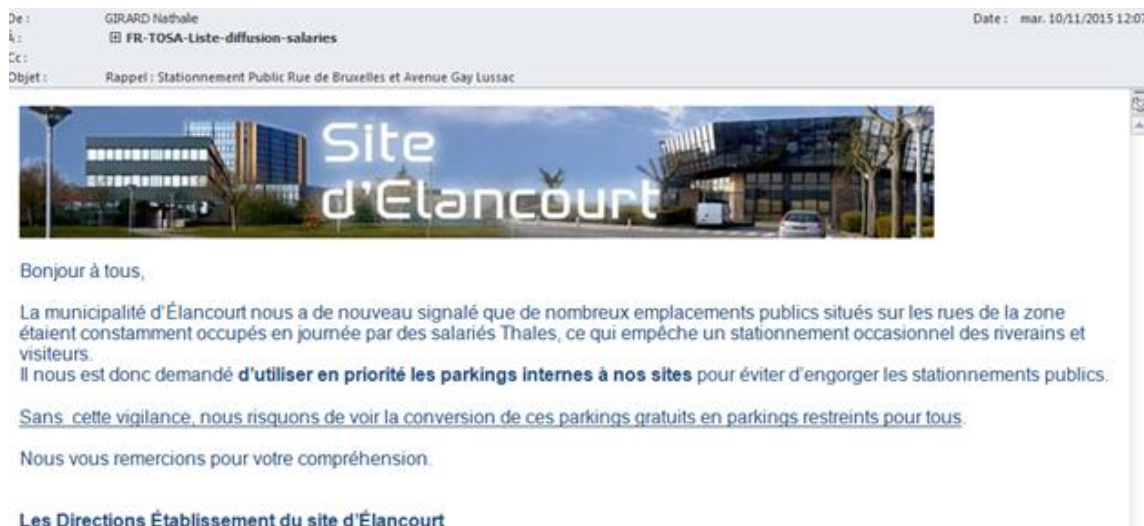 De : GIRARD Nathalie Date : mar. 10/11/2015 12:07
À : FR-TOSA-Liste-diffusion-salaries
Cc :
Objet : Rappel : Stationnement Public Rue de Bruxelles et Avenue Gay Lussac
Site
d'Élancourt
Bonjour à tous,
La municipalité d'Élancourt nous a de nouveau signalé que de nombreux emplacements publics situés sur les rues de la zone
étaient constamment occupés en journée par des salariés Thales, ce qui empêche un stationnement occasionnel des riverains et
visiteurs.
Il nous est donc demandé d'utiliser en priorité les parkings internes à nos sites pour éviter d'engorger les stationnements publics.
Sans cette vigilance, nous risquons de voir la conversion de ces parkings gratuits en parkings restreints pour tous.
Nous vous remercions pour votre compréhension.
Les Directions Établissement du site d'Élancourt